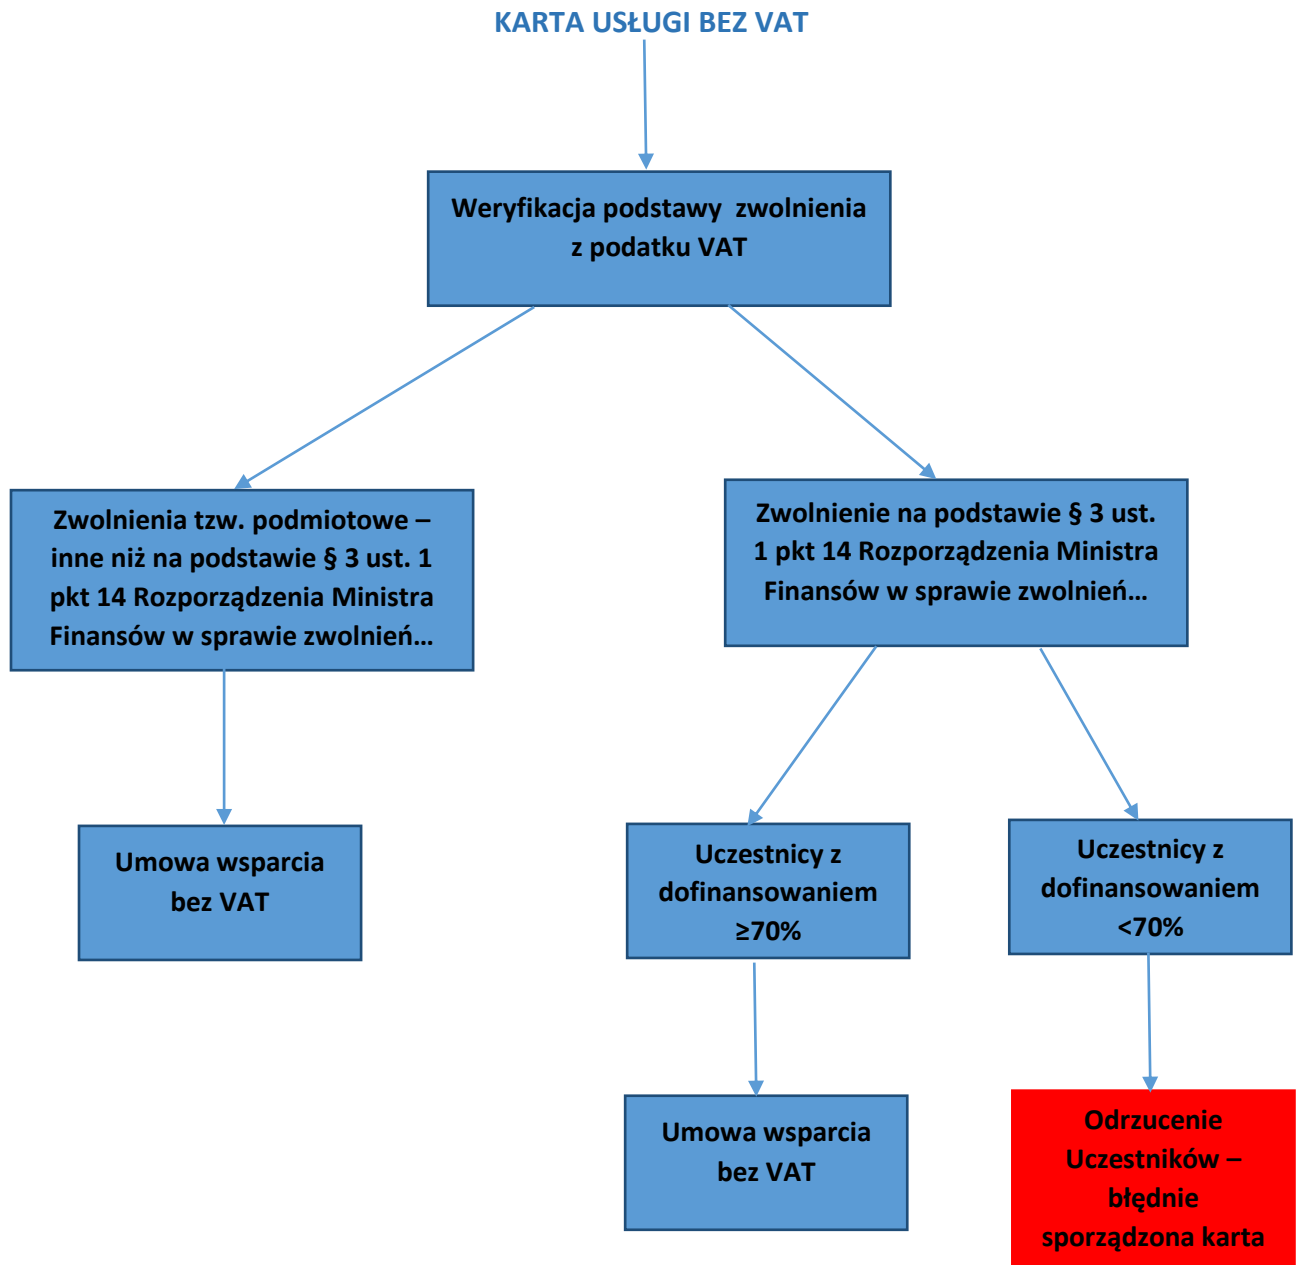 KARTA USŁUGI BEZ VAT
Weryfikacja podstawy zwolnienia
z podatku VAT
Zwolnienia tzw. podmiotowe –
inne niż na podstawie § 3 ust. 1
pkt 14 Rozporządzenia Ministra
Finansów w sprawie zwolnień…
Zwolnienie na podstawie § 3 ust.
1 pkt 14 Rozporządzenia Ministra
Finansów w sprawie zwolnień…
Umowa wsparcia
bez VAT
Uczestnicy z
dofinansowaniem
≥70%
Uczestnicy z
dofinansowaniem
<70%
Umowa wsparcia
bez VAT
Odrzucenie
Uczestników –
błędnie
sporządzona karta